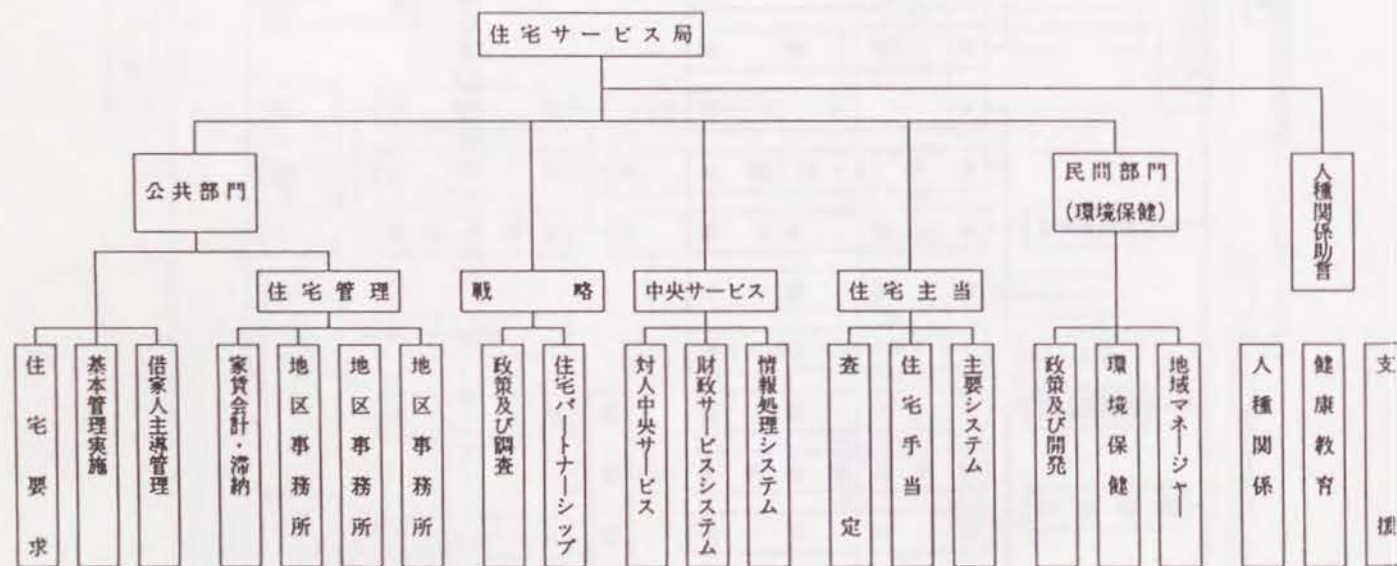 住宅サービス局
公共部門
民間部門
(環境保健)
人種関係助言
住宅管理
戦略
中央サービス
住宅主当
住宅要求
基本管理実施
借家人主導管理
家賃会計・滞納
地区事務所
地区事務所
地区事務所
政策及び調査
住宅パートナーシップ
対人中央サービス
財政サービスシステム
情報処理システム
査定
住宅手当
主要システム
政策及び開発
環境保健
地域マネージャー
人種関係
健康教育
支援